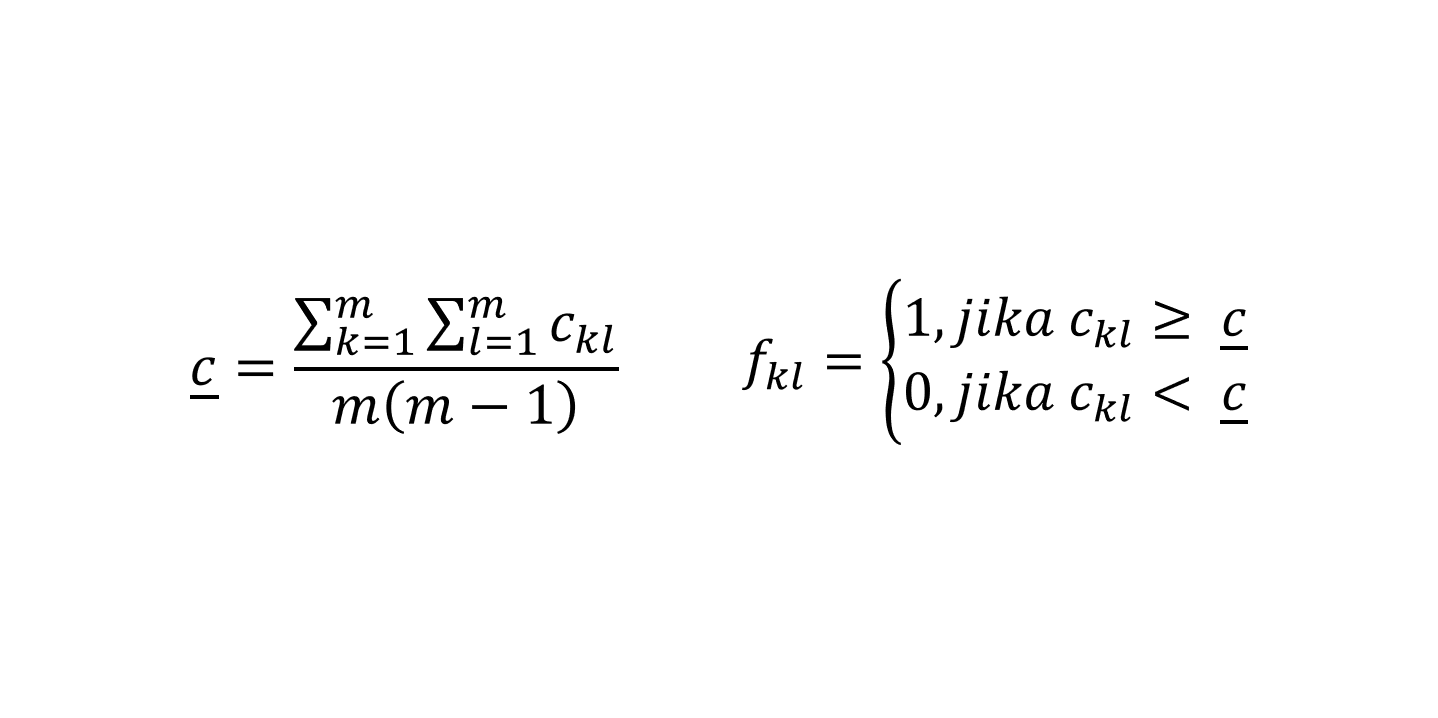 c = ∑_{k=1}^{m} ∑_{l=1}^{m} c_{kl} / m(m − 1)
f_{kl} = { 1, jika c_{kl} ≥ c
0, jika c_{kl} < c